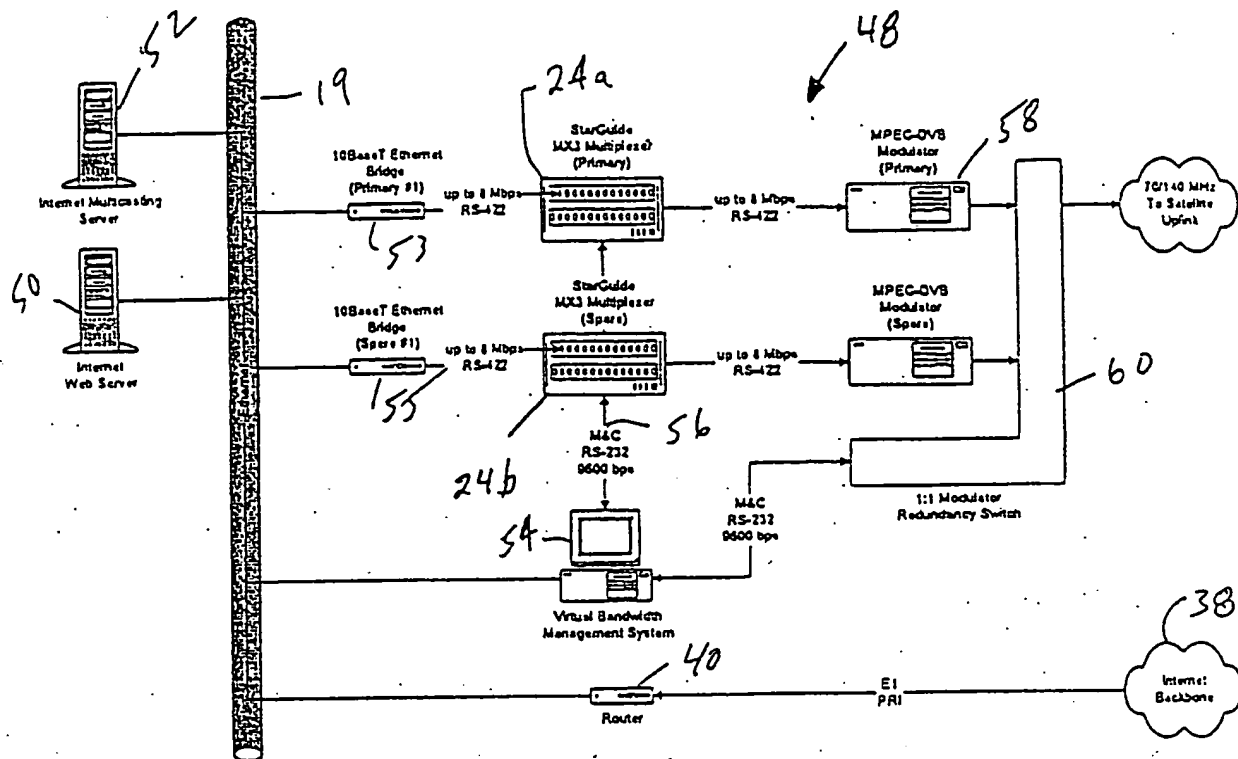 52
19
48
24a
58
StarGuide
MX3 Multiplexer
(Primary)
MPEG-DVB
Modulator
(Primary)
10BaseT Ethernet
Bridge
(Primary #1)
up to 8 Mbps
RS-422
up to 8 Mbps
RS-422
70/140 MHz
To Satellite
Uplink
Internet Multicasting
Server
53
50
StarGuide
MX3 Multiplexer
(Spare)
MPEG-DVB
Modulator
(Spare)
10BaseT Ethernet
Bridge
(Spare #1)
up to 8 Mbps
RS-422
up to 8 Mbps
RS-422
Internet
Web Server
55
60
56
24b
M&C
RS-232
9600 bps
M&C
RS-232
9600 bps
1:1 Modulator
Redundancy Switch
54
Virtual Bandwidth
Management System
38
40
E1
PRI
Internet
Backbone
Router